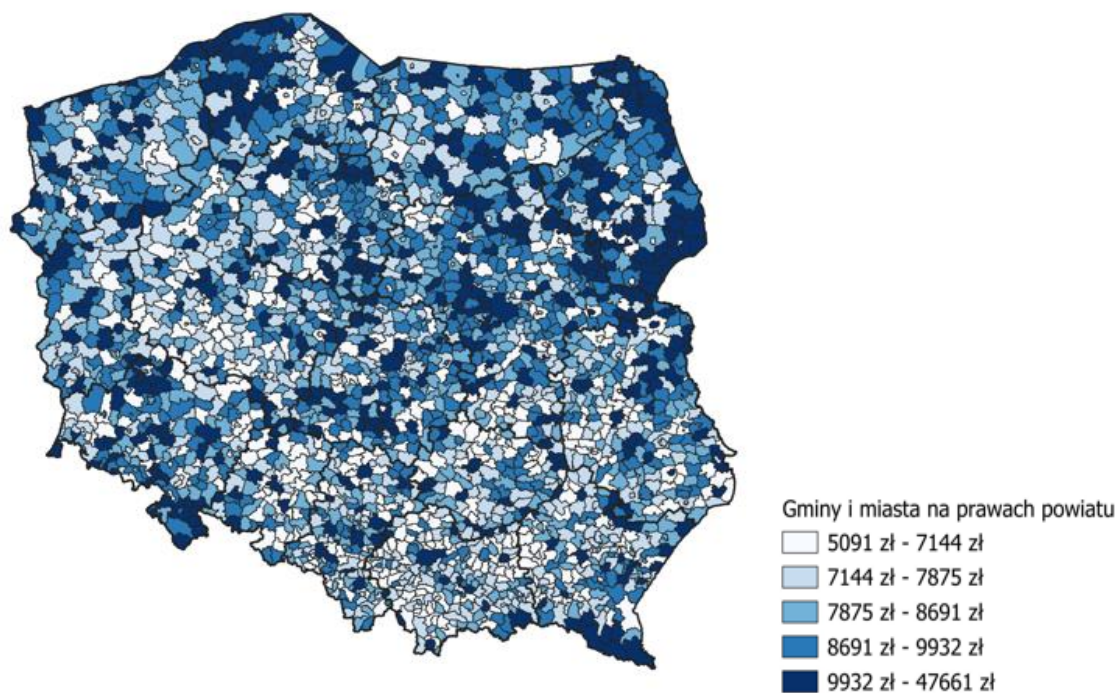 Gminy i miasta na prawach powiatu
5091 zł - 7144 zł
7144 zł - 7875 zł
7875 zł - 8691 zł
8691 zł - 9932 zł
9932 zł - 47661 zł